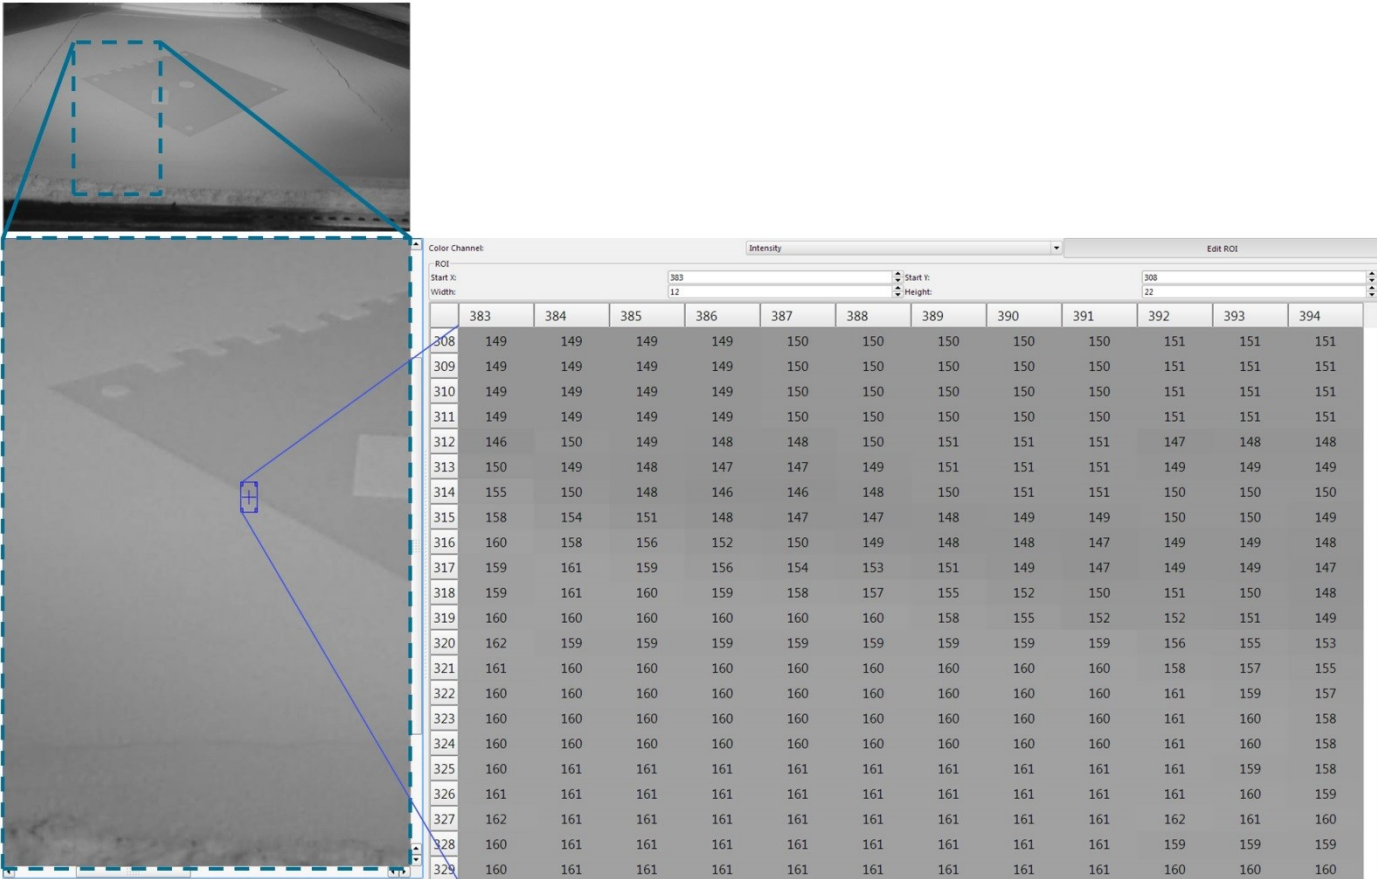 Color Channel: Intensity Edit ROI
ROI
Start X: 383 Start Y: 308
Width: 12 Height: 22
383 384 385 386 387 388 389 390 391 392 393 394
308 149 149 149 149 150 150 150 150 150 151 151 151
309 149 149 149 149 150 150 150 150 150 151 151 151
310 149 149 149 149 150 150 150 150 150 151 151 151
311 149 149 149 149 150 150 150 150 150 151 151 151
312 146 150 149 148 148 150 151 151 151 147 148 148
313 150 149 148 147 147 149 151 151 151 149 149 149
314 155 150 148 146 146 148 150 151 151 150 150 150
315 158 154 151 148 147 147 148 149 149 150 150 149
316 160 158 156 152 150 149 148 148 147 149 149 148
317 159 161 159 156 154 153 151 149 147 149 149 147
318 159 161 160 159 158 157 155 152 150 151 150 148
319 160 160 160 160 160 160 158 155 152 152 151 149
320 162 159 159 159 159 159 159 159 159 156 155 153
321 161 160 160 160 160 160 160 160 160 158 157 155
322 160 160 160 160 160 160 160 160 160 161 159 157
323 160 160 160 160 160 160 160 160 160 161 160 158
324 160 160 160 160 160 160 160 160 160 161 160 158
325 160 161 161 161 161 161 161 161 161 161 159 158
326 161 161 161 161 161 161 161 161 161 161 160 159
327 162 161 161 161 161 161 161 161 161 162 161 160
328 160 161 161 161 161 161 161 161 161 159 159 159
329 160 161 161 161 161 161 161 161 161 160 160 160